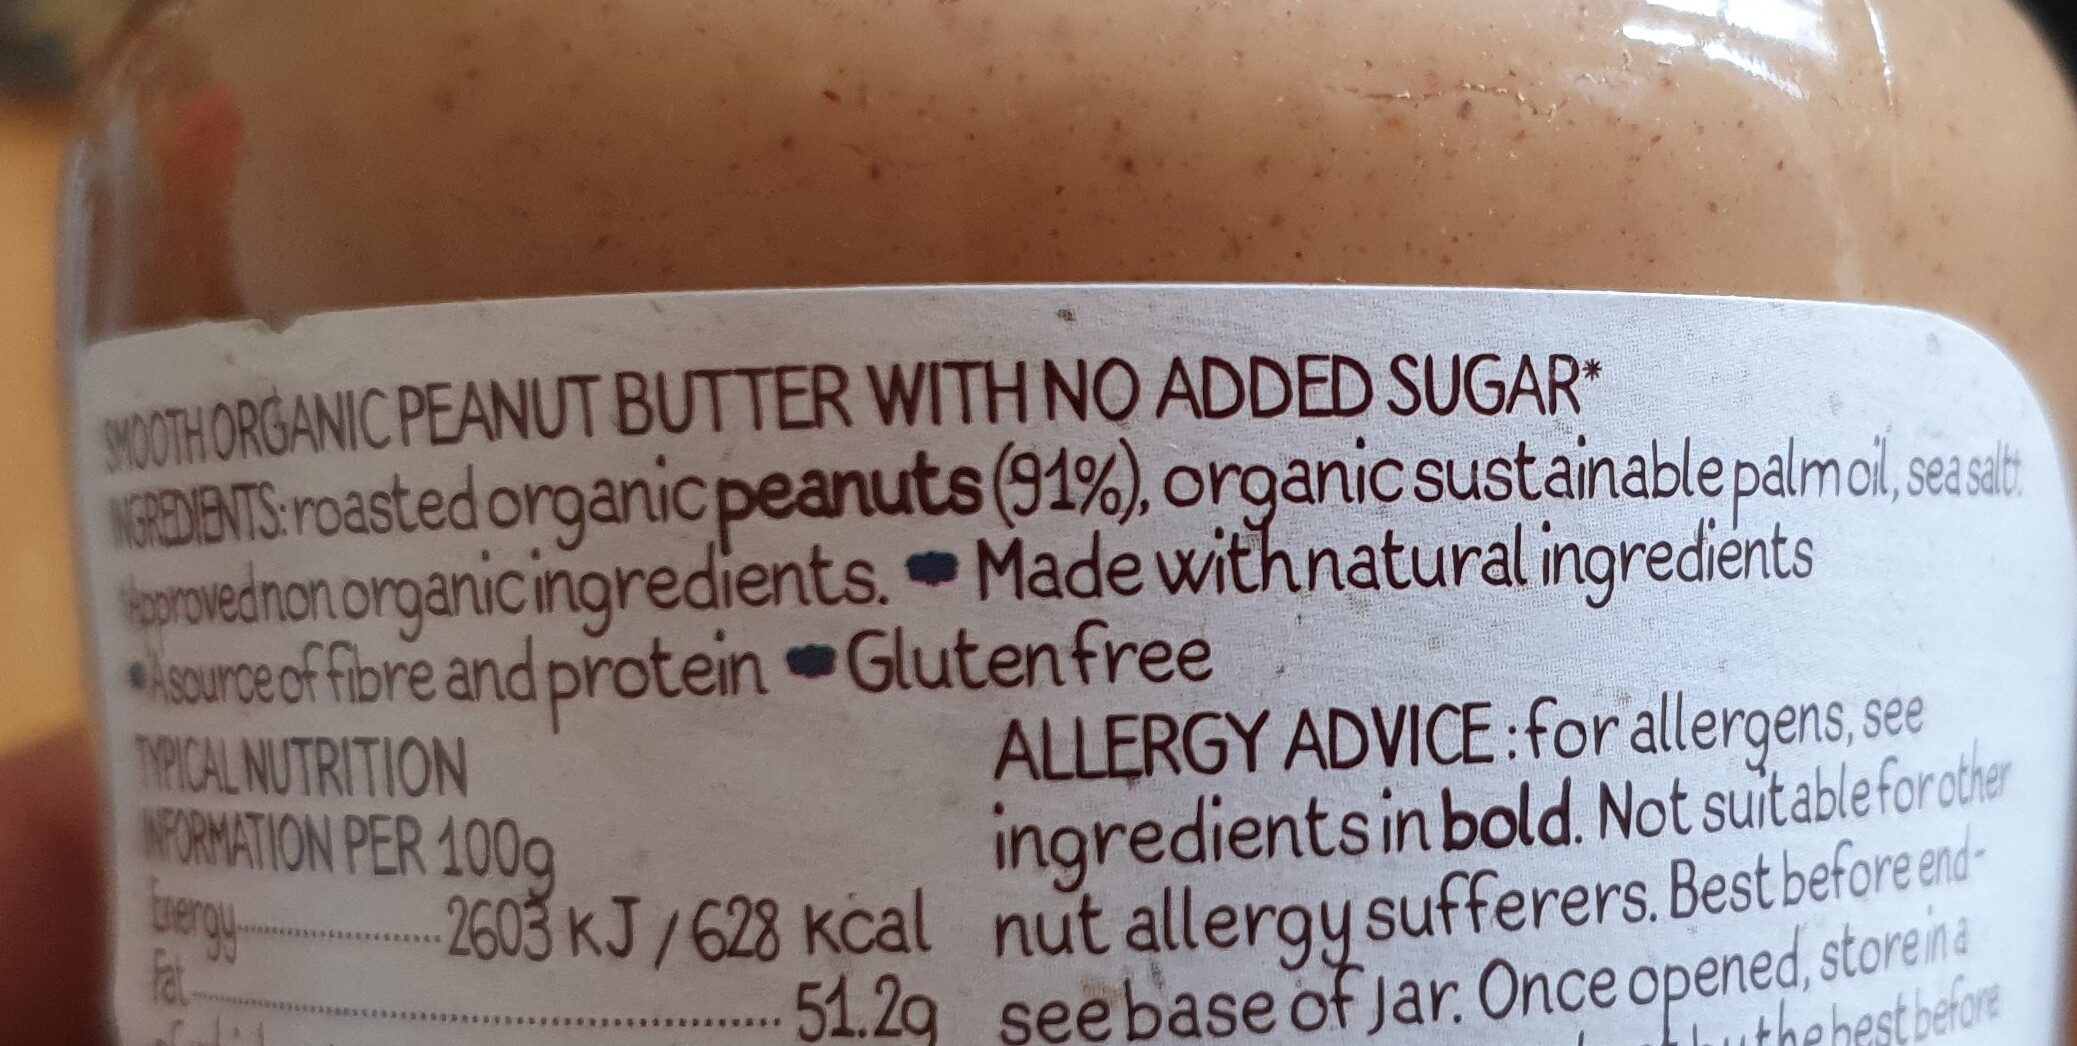 SMOOTH ORGANIC PEANUT BUTTER WITH NO ADDED SUGAR*
INGREDIENTS: roasted organic peanuts (91%), organic sustainable palm oil, sea salt†.
†Approved non organic ingredients. Made with natural ingredients
A source of fibre and protein Gluten free
TYPICAL NUTRITION
INFORMATION PER 100g
Energy 2603 kJ / 628 kcal
Fat 51.2g
ALLERGY ADVICE: for allergens, see
ingredients in bold. Not suitable for other
nut allergy sufferers. Best before end-
see base of jar. Once opened, store in a
the best before